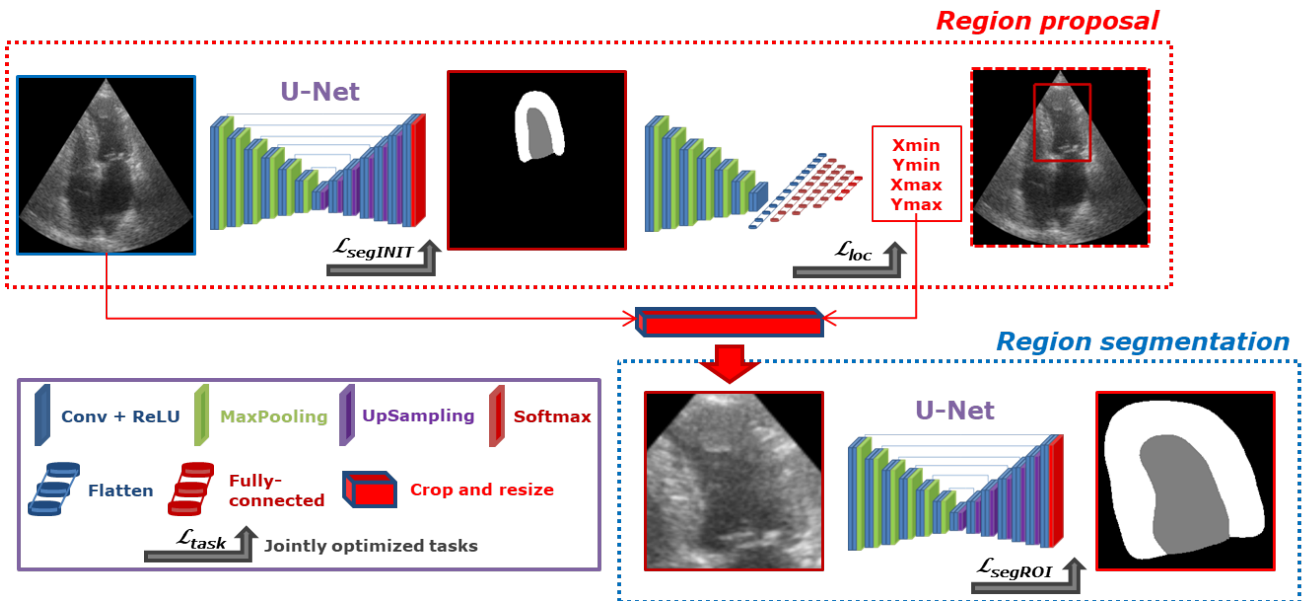 Region proposal
U-Net
Xmin
Ymin
Xmax
Ymax
ℒsegINIT
ℒloc
Region segmentation
Conv + ReLU
MaxPooling
UpSampling
Softmax
Flatten
Fully-
connected
Crop and resize
ℒtask
Jointly optimized tasks
U-Net
ℒsegROI